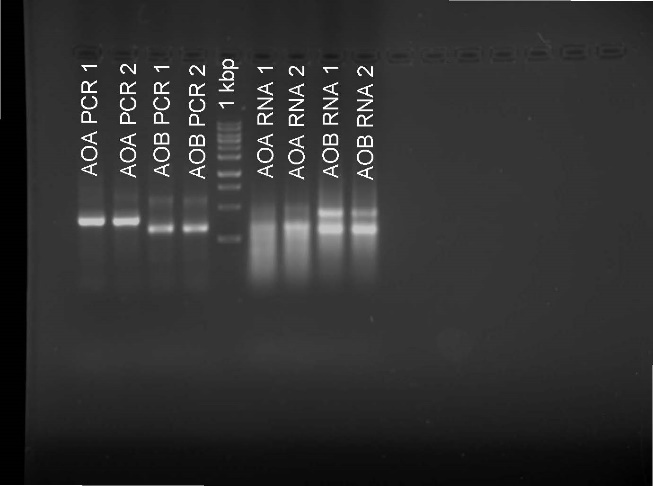 AOA PCR 1
AOA PCR 2
AOB PCR 1
AOB PCR 2
1 kbp
AOA RNA 1
AOA RNA 2
AOB RNA 1
AOB RNA 2